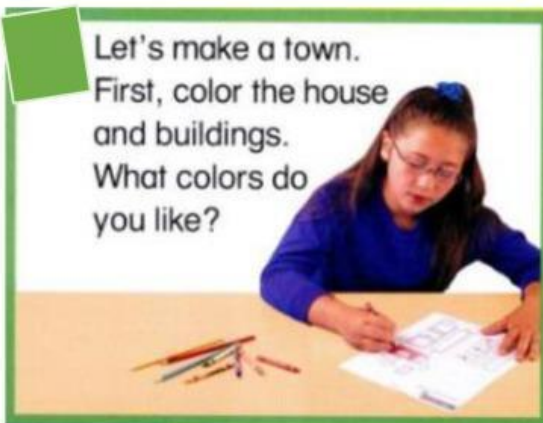 Let's make a town.
First, color the house
and buildings.
What colors do
you like?